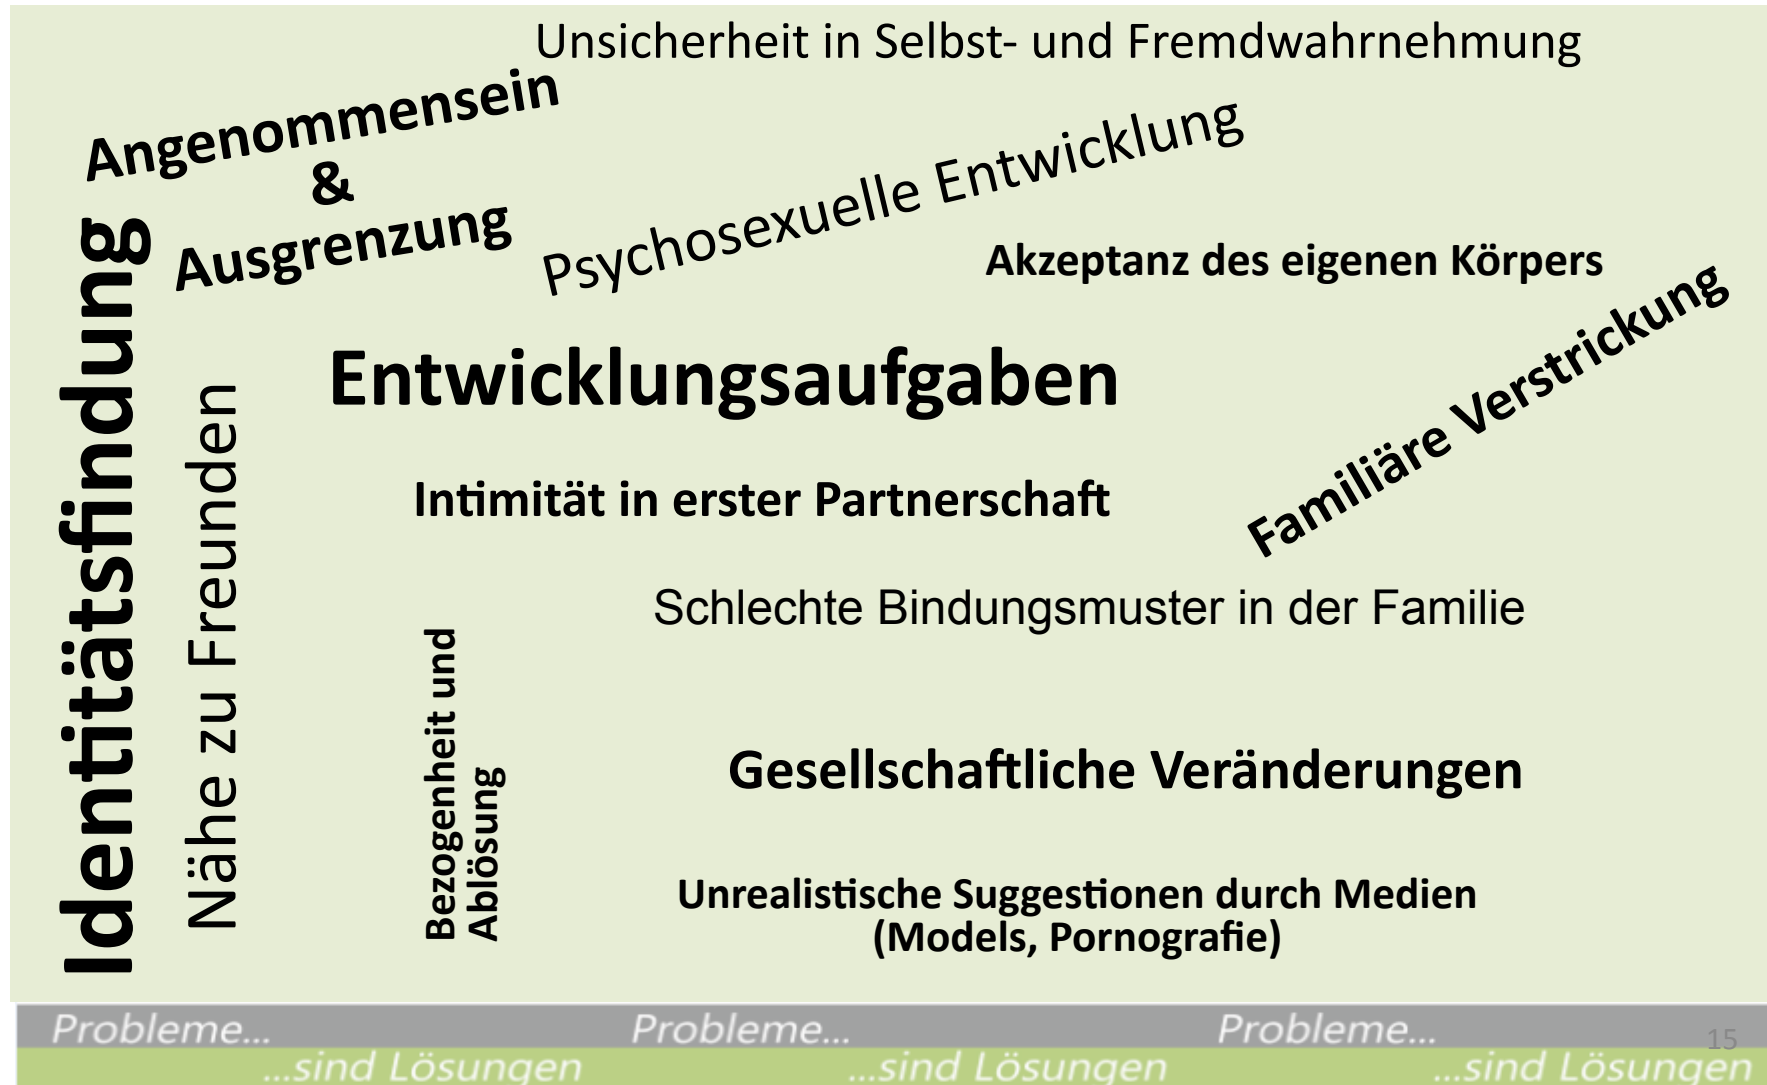 Unsicherheit in Selbst- und Fremdwahrnehmung
Angenommensein
&
Ausgrenzung
Psychosexuelle Entwicklung
Akzeptanz des eigenen Körpers
Identitätsfindung
Nähe zu Freunden
Entwicklungsaufgaben
Familiäre Verstrickung
Intimität in erster Partnerschaft
Schlechte Bindungsmuster in der Familie
Bezogenheit und
Ablösung
Gesellschaftliche Veränderungen
Unrealistische Suggestionen durch Medien
(Models, Pornografie)
Probleme... Probleme... Probleme...
15
...sind Lösungen ...sind Lösungen ...sind Lösungen